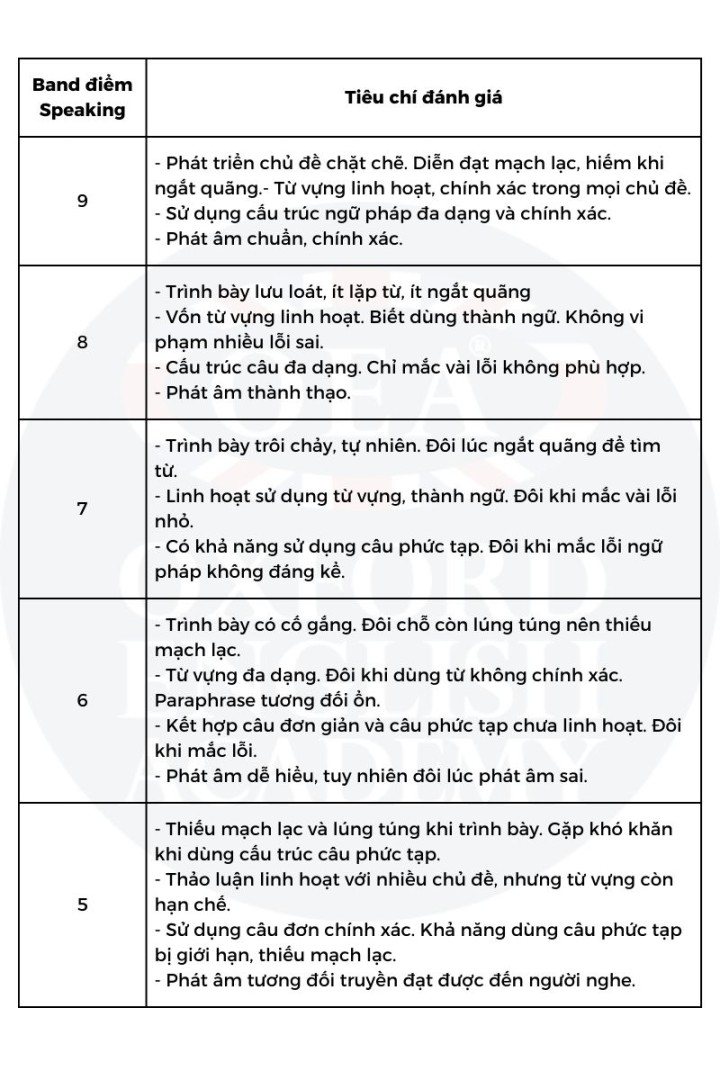 Band điểm
Speaking
Tiêu chí đánh giá
9
- Phát triển chủ đề chặt chẽ. Diễn đạt mạch lạc, hiếm khi
ngắt quãng.- Từ vựng linh hoạt, chính xác trong mọi chủ đề.
- Sử dụng cấu trúc ngữ pháp đa dạng và chính xác.
- Phát âm chuẩn, chính xác.
8
- Trình bày lưu loát, ít lặp từ, ít ngắt quãng
- Vốn từ vựng linh hoạt. Biết dùng thành ngữ. Không vi
phạm nhiều lỗi sai.
- Cấu trúc câu đa dạng. Chỉ mắc vài lỗi không phù hợp.
- Phát âm thành thạo.
7
- Trình bày trôi chảy, tự nhiên. Đôi lúc ngắt quãng để tìm
từ.
- Linh hoạt sử dụng từ vựng, thành ngữ. Đôi khi mắc vài lỗi
nhỏ.
- Có khả năng sử dụng câu phức tạp. Đôi khi mắc lỗi ngữ
pháp không đáng kể.
6
- Trình bày có cố gắng. Đôi chỗ còn lúng túng nên thiếu
mạch lạc.
- Từ vựng đa dạng. Đôi khi dùng từ không chính xác.
Paraphrase tương đối ổn.
- Kết hợp câu đơn giản và câu phức tạp chưa linh hoạt. Đôi
khi mắc lỗi.
- Phát âm dễ hiểu, tuy nhiên đôi lúc phát âm sai.
5
- Thiếu mạch lạc và lúng túng khi trình bày. Gặp khó khăn
khi dùng cấu trúc câu phức tạp.
- Thảo luận linh hoạt với nhiều chủ đề, nhưng từ vựng còn
hạn chế.
- Sử dụng câu đơn chính xác. Khả năng dùng câu phức tạp
bị giới hạn, thiếu mạch lạc.
- Phát âm tương đối truyền đạt được đến người nghe.
OEA
®
OXFORD
ENGLISH
ACADEMY